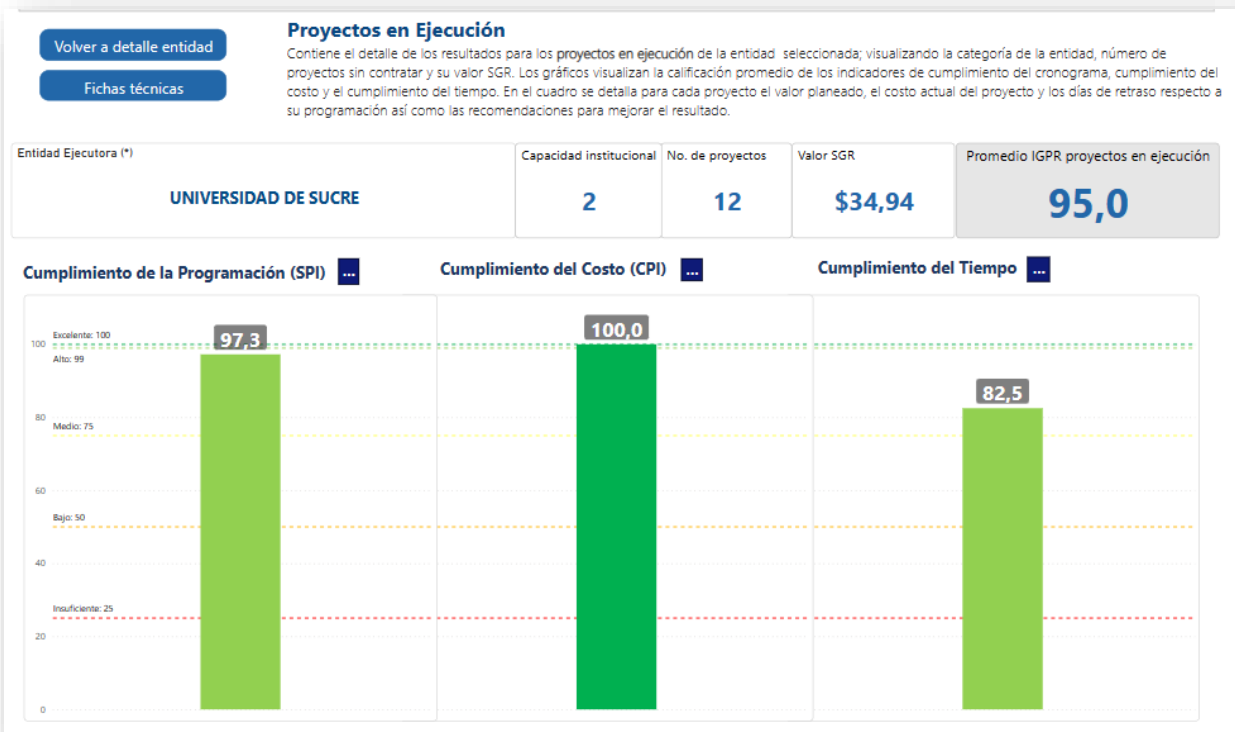 Volver a detalle entidad
Fichas técnicas
Proyectos en Ejecución
Contiene el detalle de los resultados para los proyectos en ejecución de la entidad seleccionada; visualizando la categoría de la entidad, número de
proyectos sin contratar y su valor SGR. Los gráficos visualizan la calificación promedio de los indicadores de cumplimiento del cronograma, cumplimiento del
costo y el cumplimiento del tiempo. En el cuadro se detalla para cada proyecto el valor planeado, el costo actual del proyecto y los días de retraso respecto a
su programación así como las recomendaciones para mejorar el resultado.
Entidad Ejecutora (*)
UNIVERSIDAD DE SUCRE
Capacidad institucional
2
No. de proyectos
12
Valor SGR
$34,94
Promedio IGPR proyectos en ejecución
95,0
Cumplimiento de la Programación (SPI) ...
Cumplimiento del Costo (CPI) ...
Cumplimiento del Tiempo ...
Excelente: 100
100
Alto: 99
80
Medio: 75
60
Bajo: 50
40
Insuficiente: 25
20
0
97,3
100,0
82,5